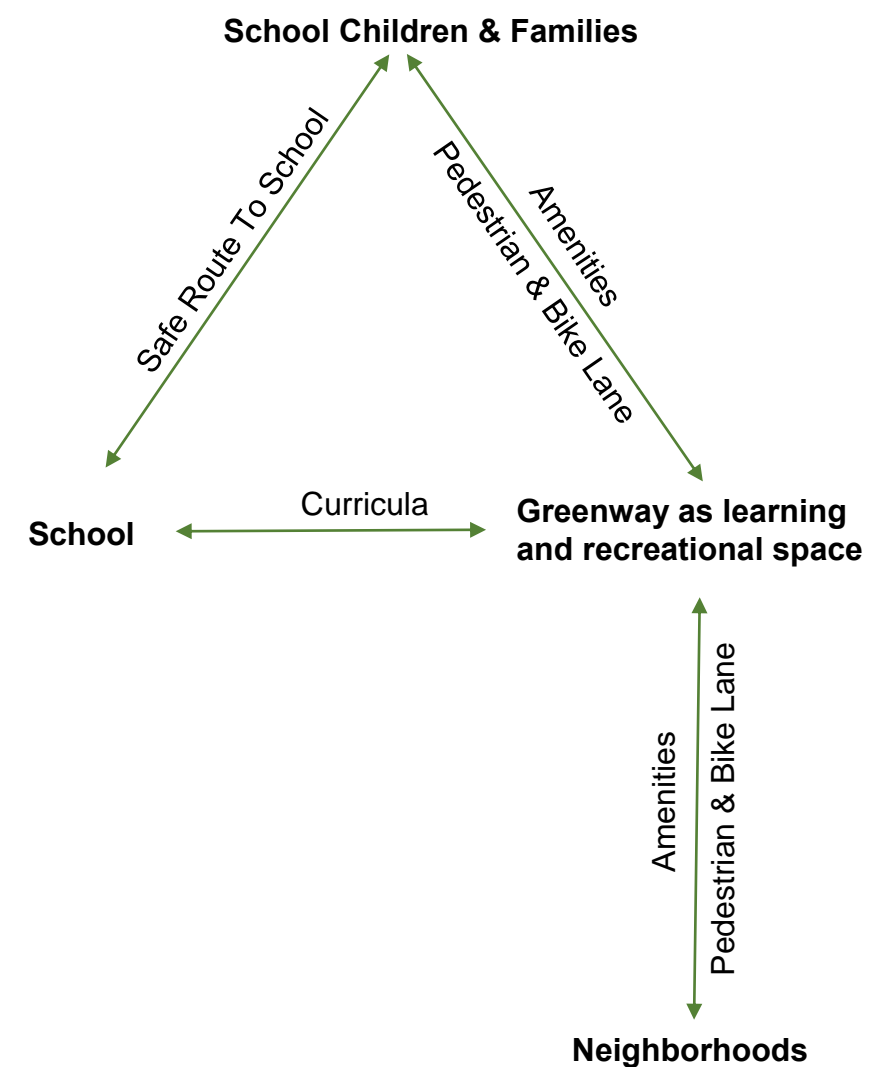 School Children & Families
Safe Route To School
Amenities
Pedestrian & Bike Lane
Curricula
School
Greenway as learning
and recreational space
Amenities
Pedestrian & Bike Lane
Neighborhoods